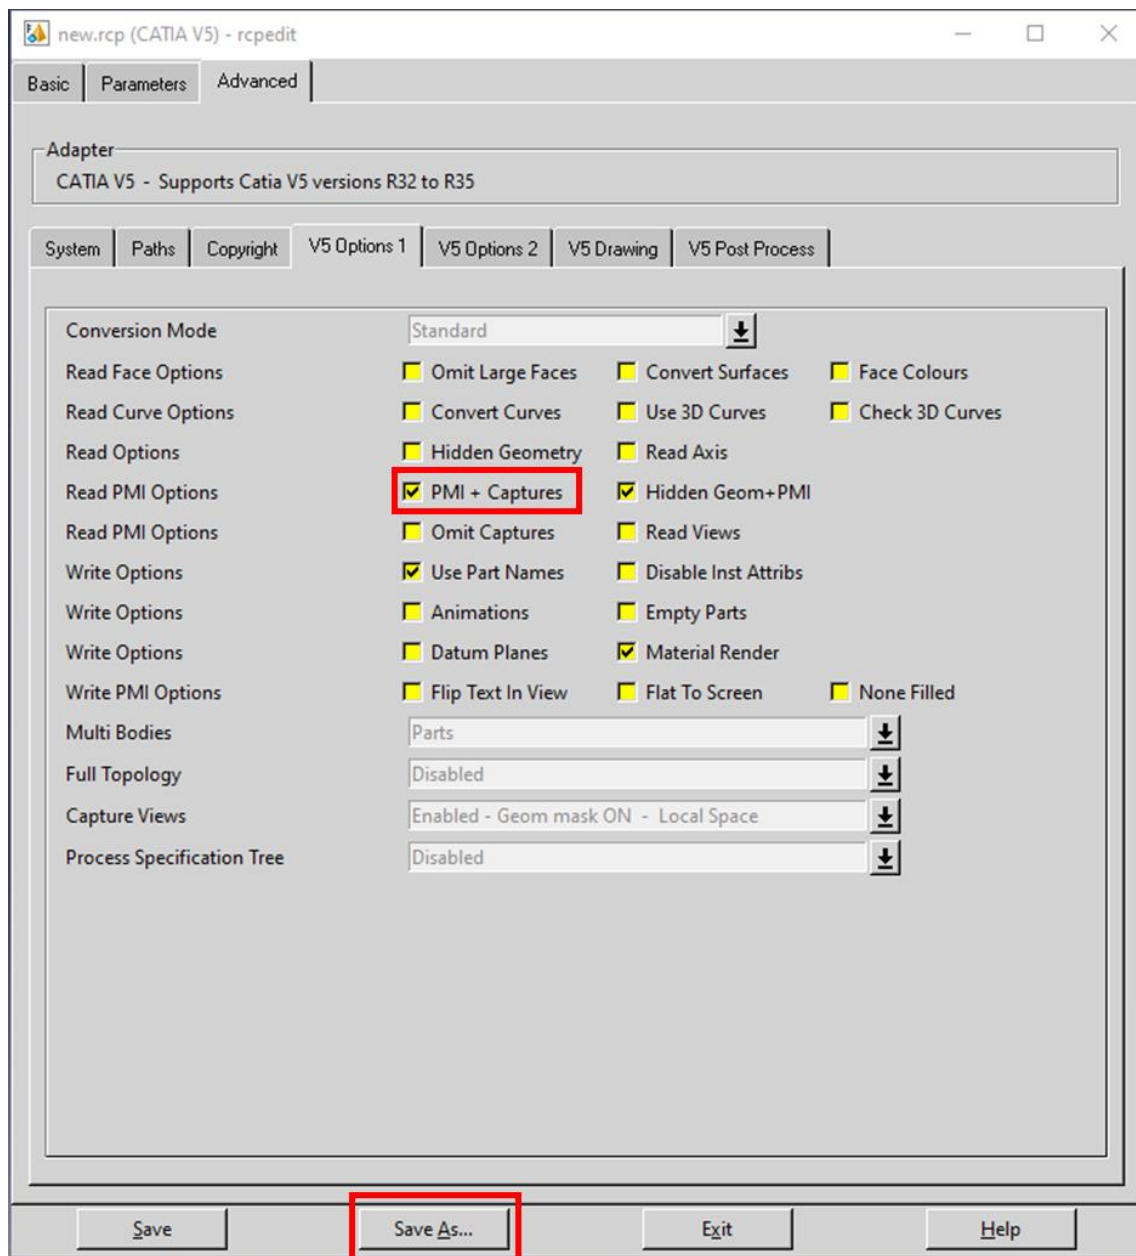 new.rcp (CATIA V5) - rcpedit
Basic Parameters Advanced
Adapter
CATIA V5 - Supports Catia V5 versions R32 to R35
System Paths Copyright V5 Options 1 V5 Options 2 V5 Drawing V5 Post Process
Conversion Mode Standard
Read Face Options Omit Large Faces Convert Surfaces Face Colours
Read Curve Options Convert Curves Use 3D Curves Check 3D Curves
Read Options Hidden Geometry Read Axis
Read PMI Options PMI + Captures Hidden Geom+PMI
Read PMI Options Omit Captures Read Views
Write Options Use Part Names Disable Inst Attribs
Write Options Animations Empty Parts
Write Options Datum Planes Material Render
Write PMI Options Flip Text In View Flat To Screen None Filled
Multi Bodies Parts
Full Topology Disabled
Capture Views Enabled - Geom mask ON - Local Space
Process Specification Tree Disabled
Save Save As... Exit Help